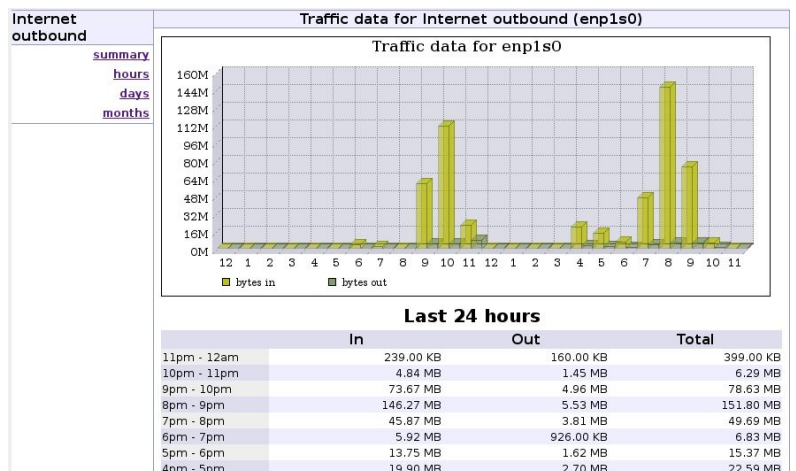 Internet
outbound
summary
hours
days
months
Traffic data for Internet outbound (enp1s0)
Traffic data for enp1s0
160M
144M
128M
112M
96M
80M
64M
48M
32M
16M
0M
12 1 2 3 4 5 6 7 8 9 10 11 12 1 2 3 4 5 6 7 8 9 10 11
bytes in bytes out
Last 24 hours
In Out Total
11pm - 12am 239.00 KB 160.00 KB 399.00 KB
10pm - 11pm 4.84 MB 1.45 MB 6.29 MB
9pm - 10pm 73.67 MB 4.96 MB 78.63 MB
8pm - 9pm 146.27 MB 5.53 MB 151.80 MB
7pm - 8pm 45.87 MB 3.81 MB 49.69 MB
6pm - 7pm 5.92 MB 926.00 KB 6.83 MB
5pm - 6pm 13.75 MB 1.62 MB 15.37 MB
4pm - 5pm 19.90 MB 2.70 MB 22.59 MB